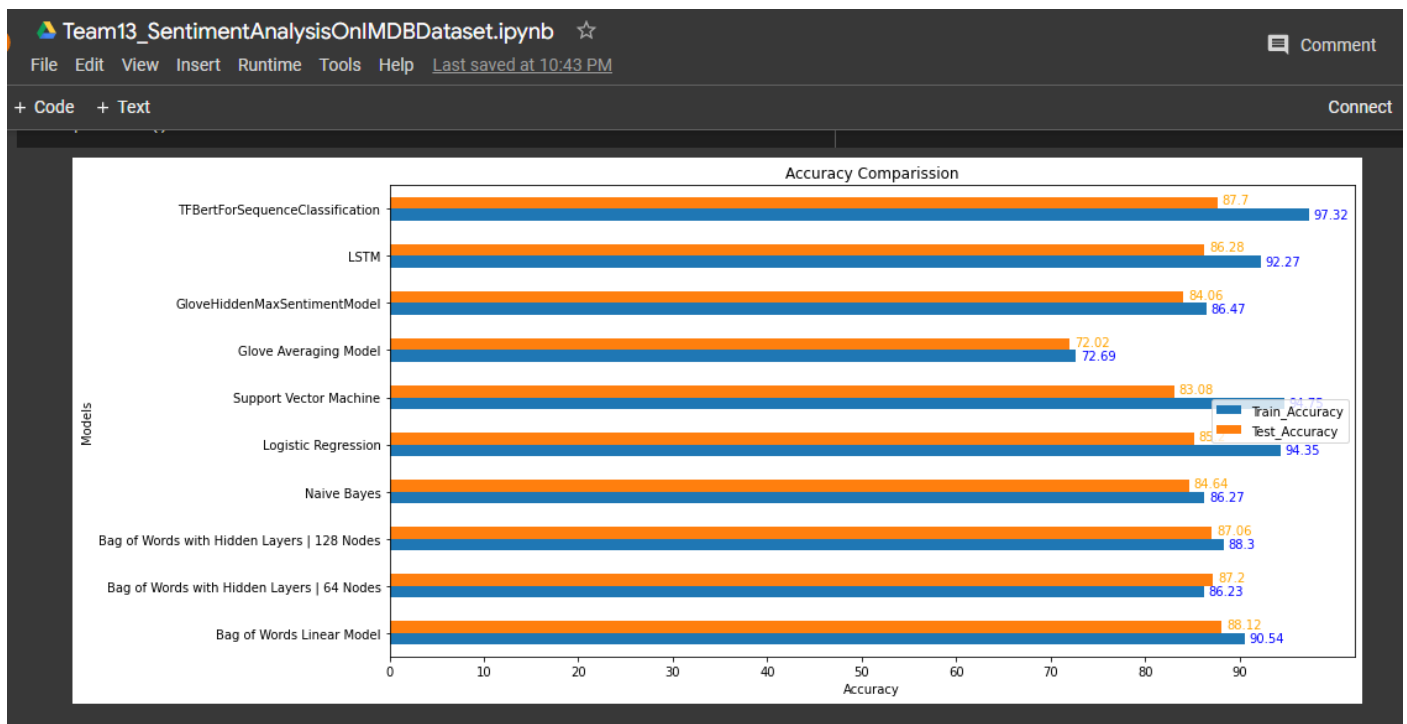 Team13_SentimentAnalysisOnIMDBDataset.ipynb
Comment
File Edit View Insert Runtime Tools Help Last saved at 10:43 PM
+ Code + Text
Connect
Accuracy Comparission
TFBertForSequenceClassification
87.7
97.32
LSTM
86.28
92.27
GloveHiddenMaxSentimentModel
84.06
86.47
Glove Averaging Model
72.02
72.69
Support Vector Machine
83.08
94.75
Train_Accuracy
Test_Accuracy
Models
Logistic Regression
94.35
Naive Bayes
84.64
86.27
Bag of Words with Hidden Layers | 128 Nodes
87.06
88.3
Bag of Words with Hidden Layers | 64 Nodes
87.2
86.23
Bag of Words Linear Model
88.12
90.54
0 10 20 30 40 50 60 70 80 90
Accuracy